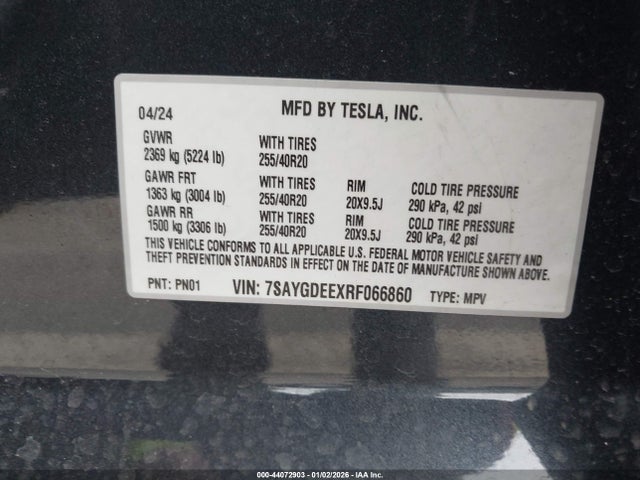 04/24 MFD BY TESLA, INC.
GVWR WITH TIRES
2369 kg (5224 lb) 255/40R20
GAWR FRT WITH TIRES RIM COLD TIRE PRESSURE
1363 kg (3004 lb) 255/40R20 20X9.5J 290 kPa, 42 psi
GAWR RR WITH TIRES RIM COLD TIRE PRESSURE
1500 kg (3306 lb) 255/40R20 20X9.5J 290 kPa, 42 psi
THIS VEHICLE CONFORMS TO ALL APPLICABLE U.S. FEDERAL MOTOR VEHICLE SAFETY AND
THEFT PREVENTION STANDARDS IN EFFECT ON THE DATE OF MANUFACTURE SHOWN ABOVE.
PNT: PN01 VIN: 7SAYGDEEXRF066860 TYPE: MPV
000-44072903 - 01/02/2026 - IAA Inc.